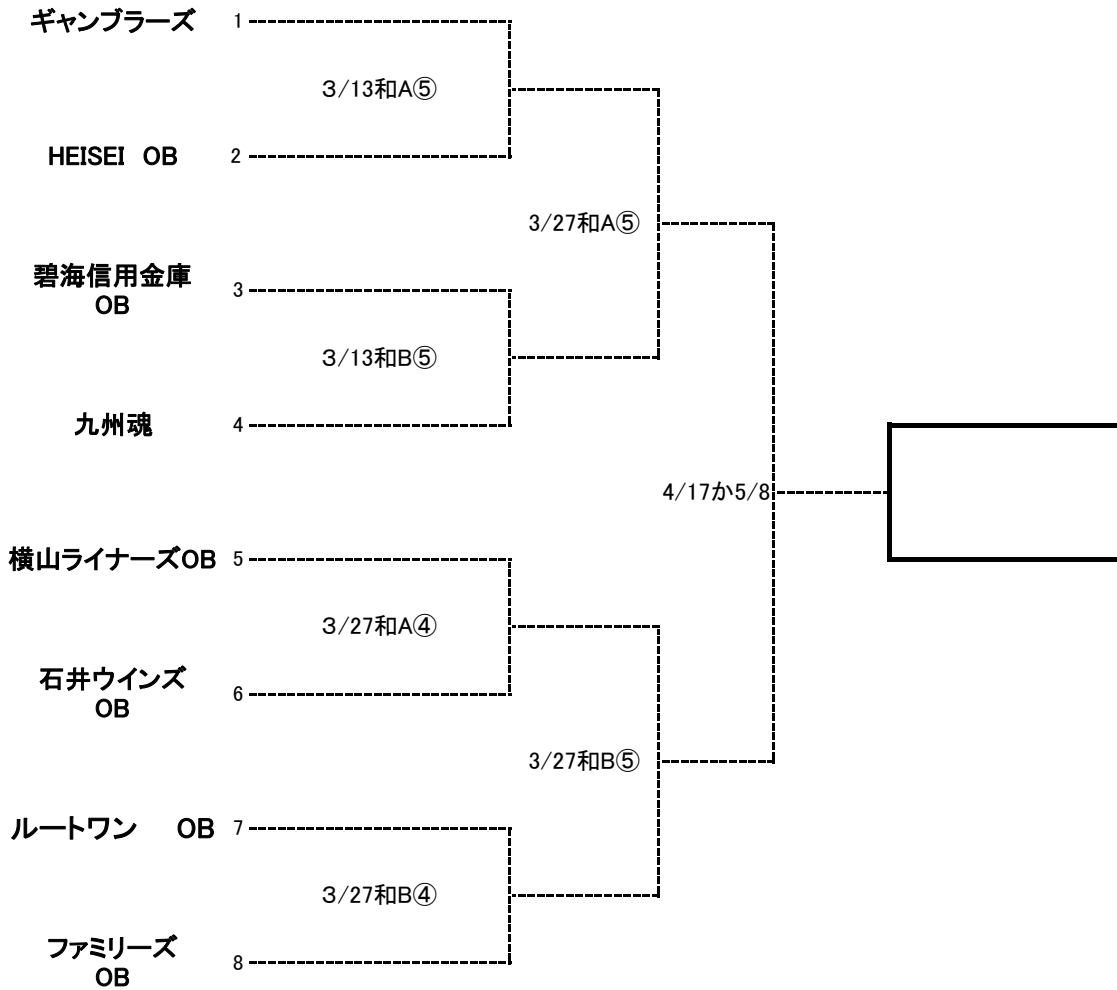 ギャンブラーズ 1
３/13和A⑤
HEISEI　OB 2
3/27和A⑤
碧海信用金庫
OB
3
３/13和B⑤
九州魂 4
4/17か5/8
横山ライナーズOB 5
３/27和A④
石井ウインズ
OB
6
3/27和B⑤
ルートワン　OB 7
３/27和B④
ファミリーズ
OB
8